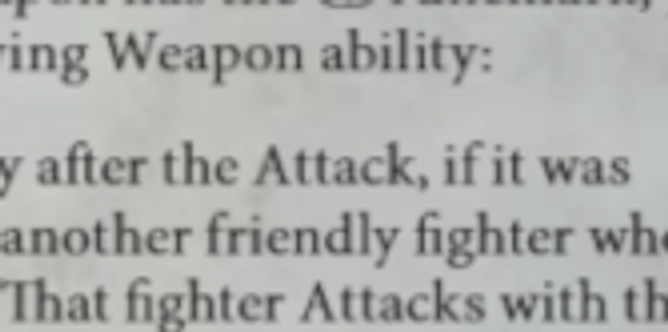 ing Weapon ability:
y after the Attack, if it was
another friendly fighter wh
That fighter Attacks with th